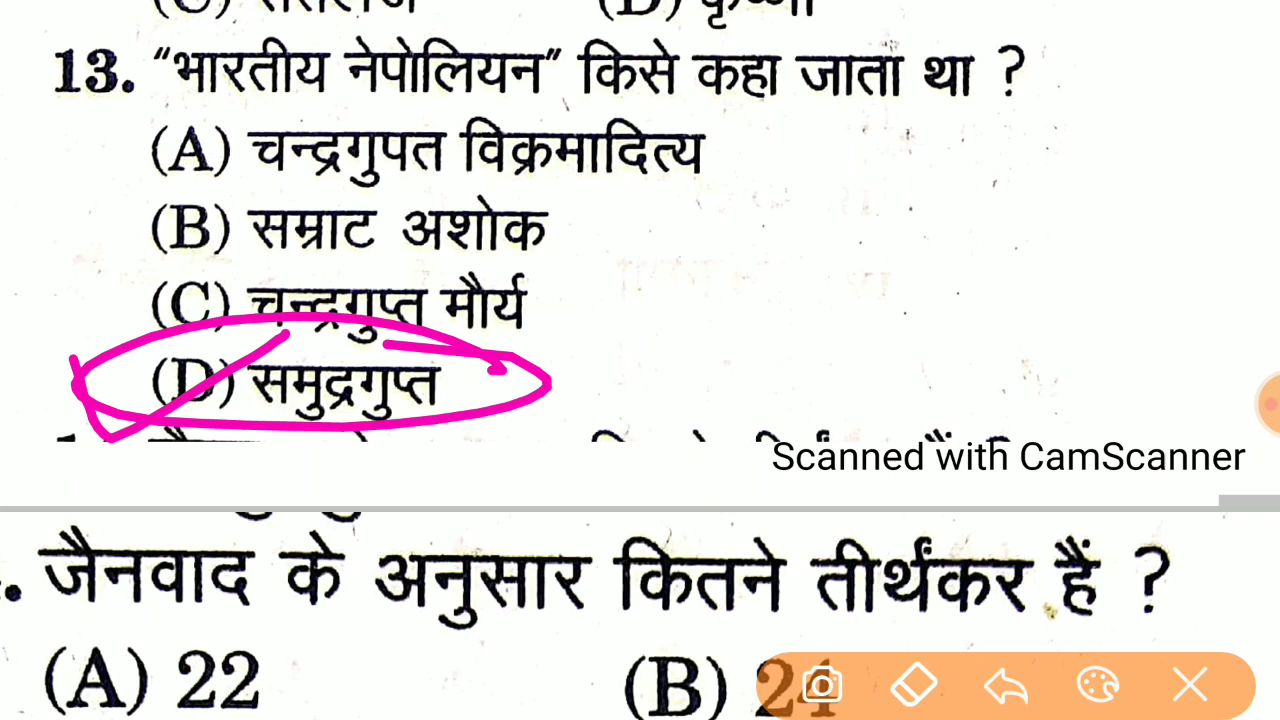 13. “भारतीय नेपोलियन” किसे कहा जाता था ?
(A) चन्द्रगुपत विक्रमादित्य
(B) सम्राट अशोक
(C) चन्द्रगुप्त मौर्य
(D) समुद्रगुप्त
Scanned with CamScanner
. जैनवाद के अनुसार कितने तीर्थंकर हैं ?
(A) 22 (B) 24